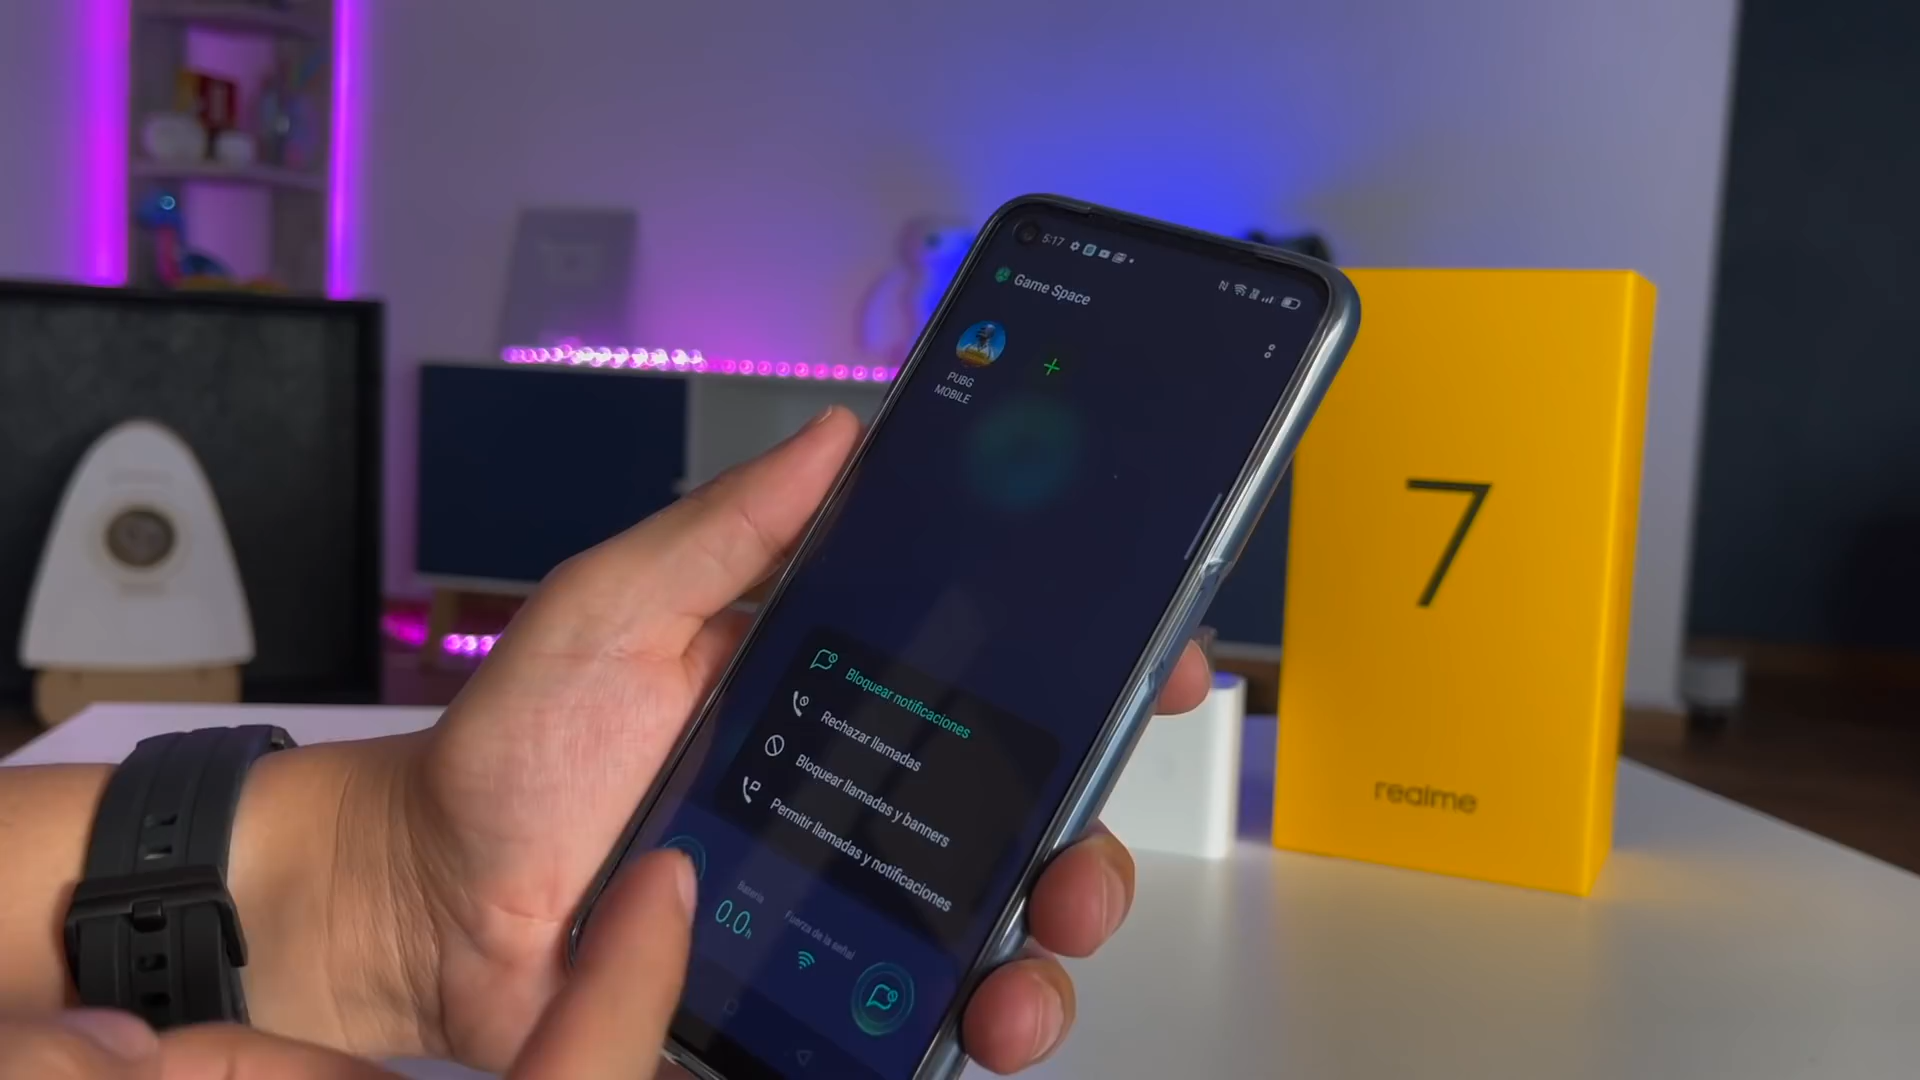 5:17
Game Space
PUBG
MOBILE
Bloquear notificaciones
Rechazar llamadas
Bloquear llamadas y banners
Permitir llamadas y notificaciones
Batería
0.0h
Fuerza de la señal
7
realme